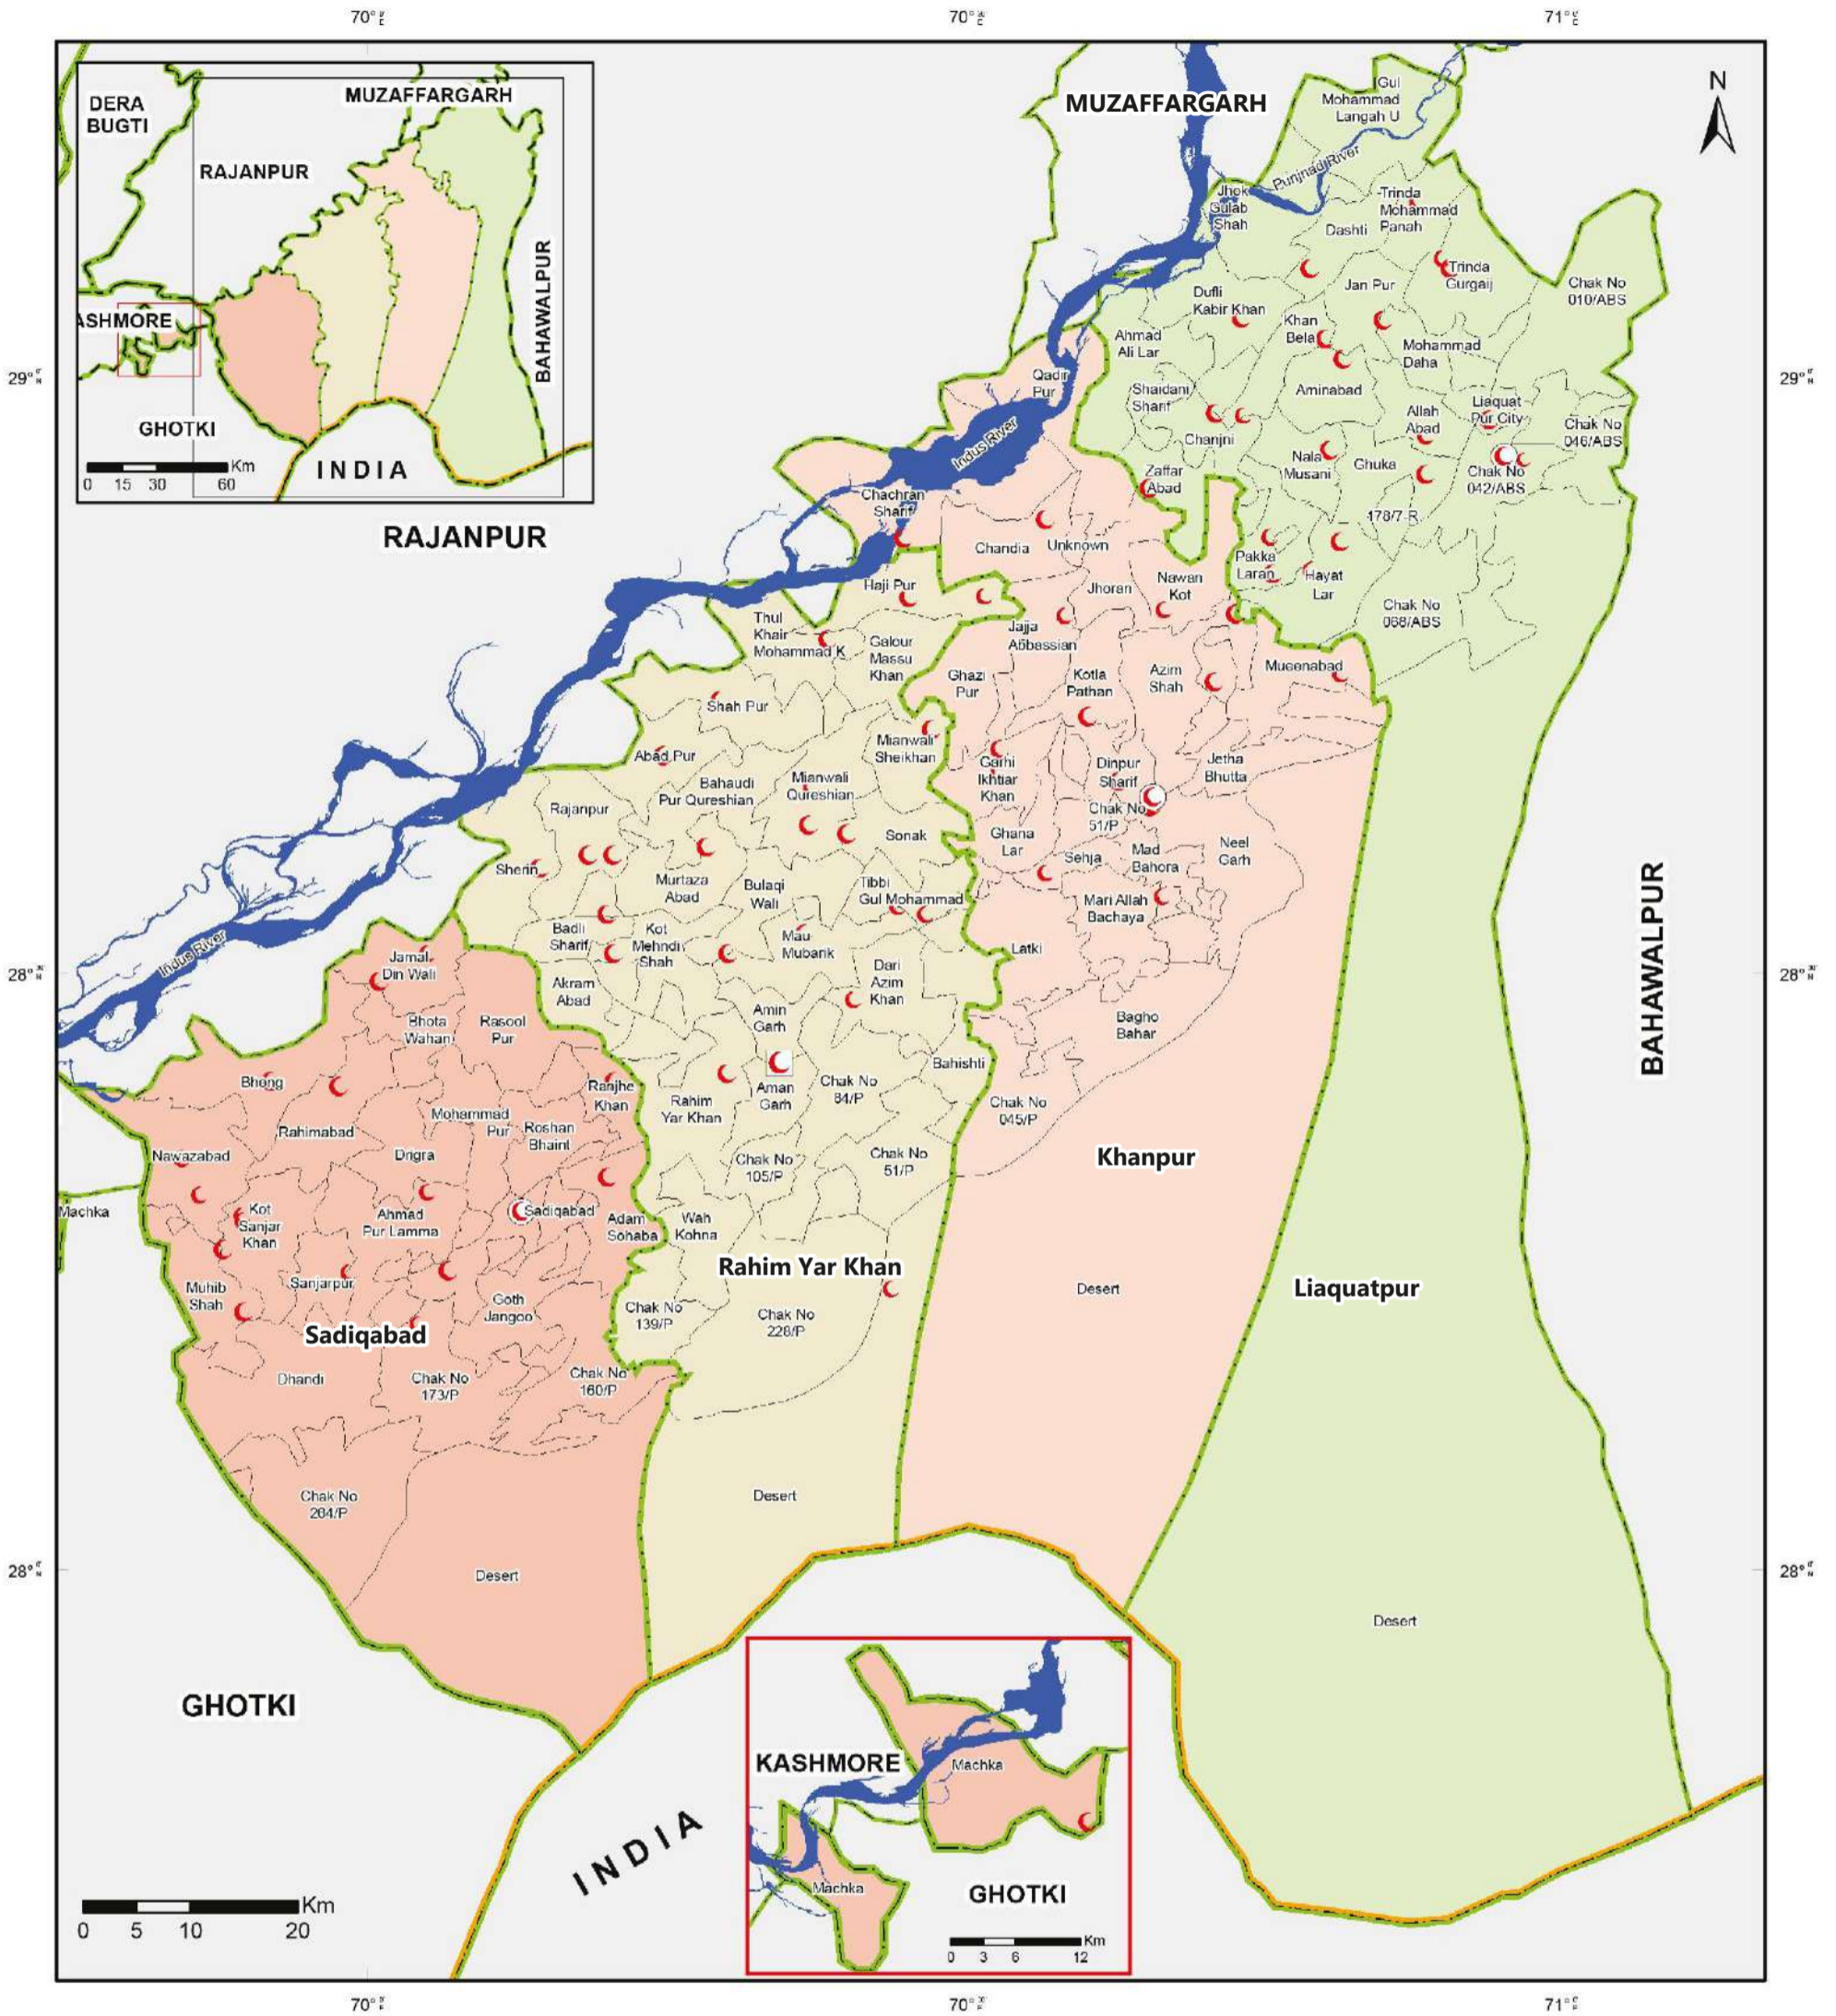 70°
70°
71°
DERA
BUGTI
MUZAFFARGARH
RAJANPUR
ASHMORE
BAHAWALPUR
GHOTKI
INDIA
Km
0 15 30 60
MUZAFFARGARH
N
Gul
Mohammad
Langah U
Punjnad River
Jhok
Gulab
Shah
Trinda
Mohammad
Panah
Dashti
Trinda
Gurgaij
Jan Pur
Chak No
010/ABS
Dufli
Kabir Khan
Khan
Bela
Ahmad
Ali Lar
Mohammad
Daha
29°
29°
Qadir
Pur
Shaidani
Sharif
Aminabad
Allah
Abad
Liaquat
Pur City
Chak No
046/ABS
Indus River
Chanjni
Nala
Musani
Ghuka
Chak No
042/ABS
Zaffar
Abad
Chachran
Sharif
178/7-R
RAJANPUR
Chandia
Unknown
Pakka
Laran
Hayat
Lar
Haji Pur
Jhorari
Nawan
Kot
Chak No
068/ABS
Thul
Khair
Mohammad K
Galour
Massu
Khan
Jajja
Abbassian
Ghazi
Pur
Kotla
Pathan
Azim
Shah
Mueenabad
Shah Pur
Mianwali
Sheikhan
Abad Pur
Bahaudi
Pur Qureshian
Mianwali
Qureshian
Garhi
Ikhtiar
Khan
Dinpur
Sharif
Jetha
Bhutta
Rajanpur
Chak No
51/P
Sonak
Ghana
Lar
Sehja
Mad
Bahora
Neel
Garh
Sherin
Murtaza
Abad
Bulaqi
Wali
Tibbi
Gul Mohammad
Mari Allah
Bachaya
BAHAWALPUR
Badli
Sharif
Kot
Mehndi
Shah
Mau
Mubarik
Latki
Indus River
Jamal
Din Wali
Dari
Azim
Khan
28°
28°
Akram
Abad
Amin
Garh
Bagho
Bahar
Bhota
Wahan
Rasool
Pur
Bahishti
Bhong
Ranjhe
Khan
Rahim
Yar Khan
Aman
Garh
Chak No
84/P
Chak No
045/P
Mohammad
Pur
Roshan
Bhaint
Rahimabad
Nawazabad
Drigra
Chak No
105/P
Chak No
51/P
Khanpur
Machka
Kot
Sanjar
Khan
Ahmad
Pur Lamma
Sadiqabad
Adam
Sohaba
Wah
Kohna
Rahim Yar Khan
Muhib
Shah
Sanjarpur
Goth
Jangoo
Chak No
139/P
Chak No
228/P
Desert
Liaquatpur
Sadiqabad
Dhandi
Chak No
173/P
Chak No
160/P
Chak No
264/P
Desert
Desert
28°
28°
Desert
GHOTKI
INDIA
KASHMORE
Machka
Machka
GHOTKI
Km
0 3 6 12
Km
0 5 10 20
70°
70°
71°